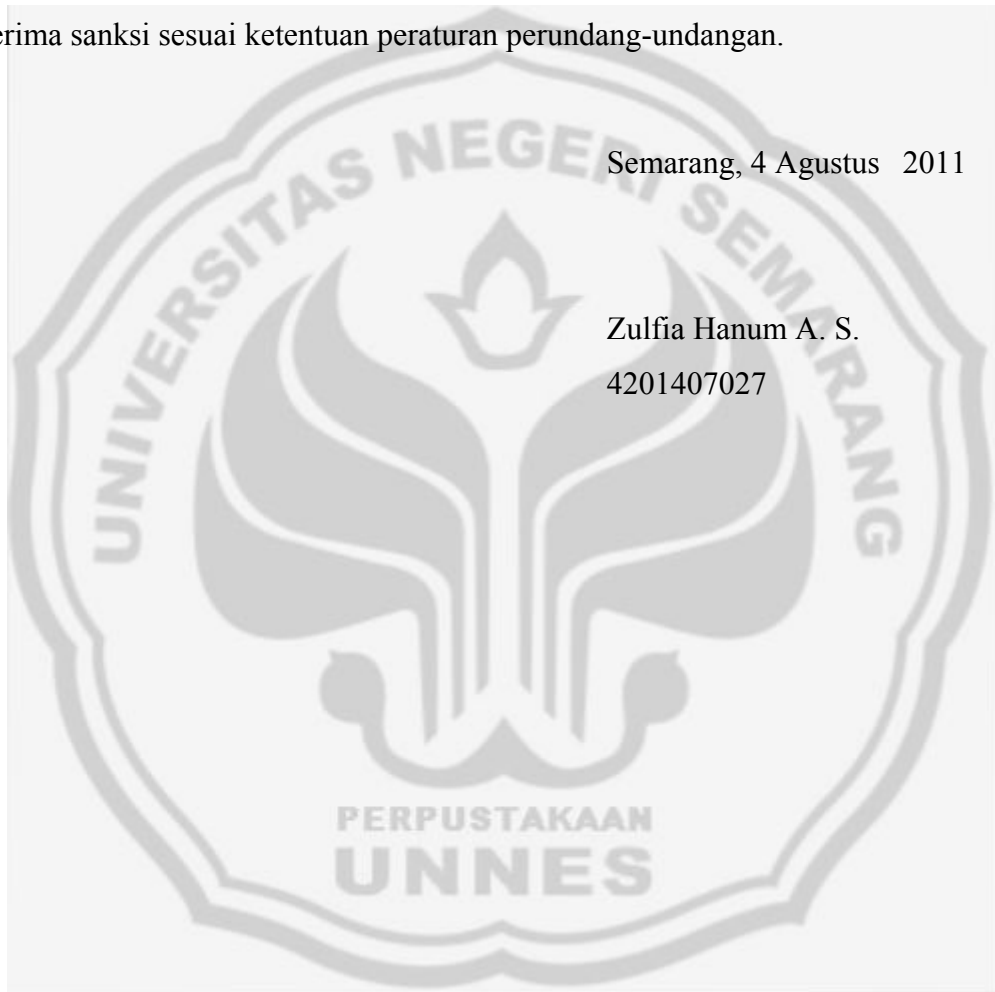 erima sanksi sesuai ketentuan peraturan perundang-undangan.
Semarang, 4 Agustus   2011
Zulfia Hanum A. S.
4201407027
UNIVERSITAS NEGERI SEMARANG
PERPUSTAKAAN
UNNES